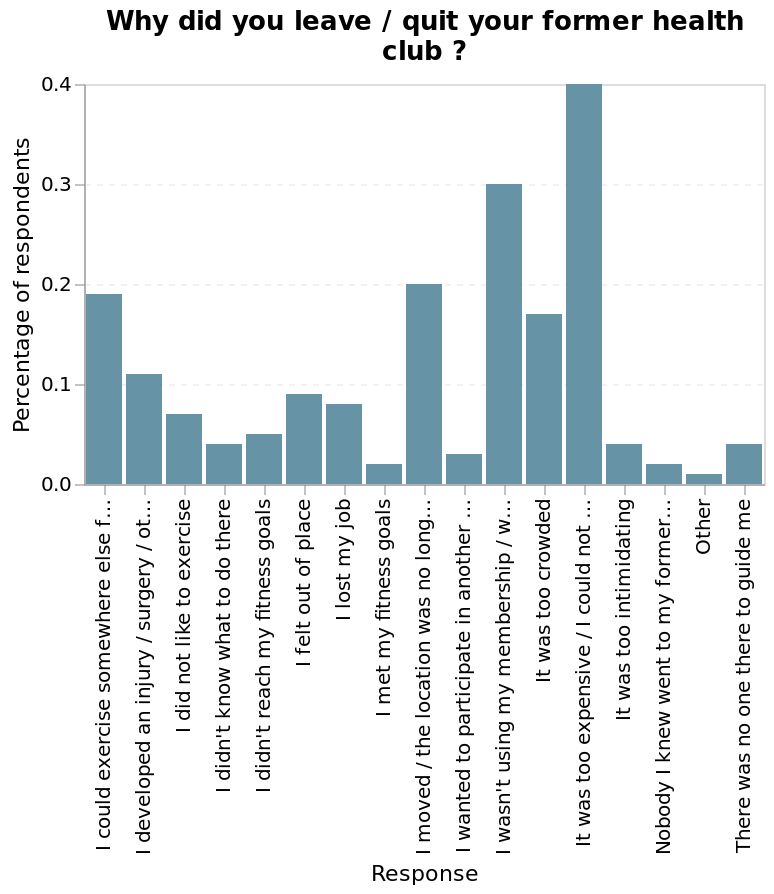 Why did you leave / quit your former health
club ?
Percentage of respondents
0.4
0.3
0.2
0.1
0.0
I could exercise somewhere else f...
I developed an injury / surgery / ot...
I did not like to exercise
I didn't know what to do there
I didn't reach my fitness goals
I felt out of place
I lost my job
I met my fitness goals
I moved / the location was no long...
I wanted to participate in another ...
I wasn't using my membership / w...
It was too crowded
It was too expensive / I could not ...
It was too intimidating
Nobody I knew went to my former...
Other
There was no one there to guide me
Response